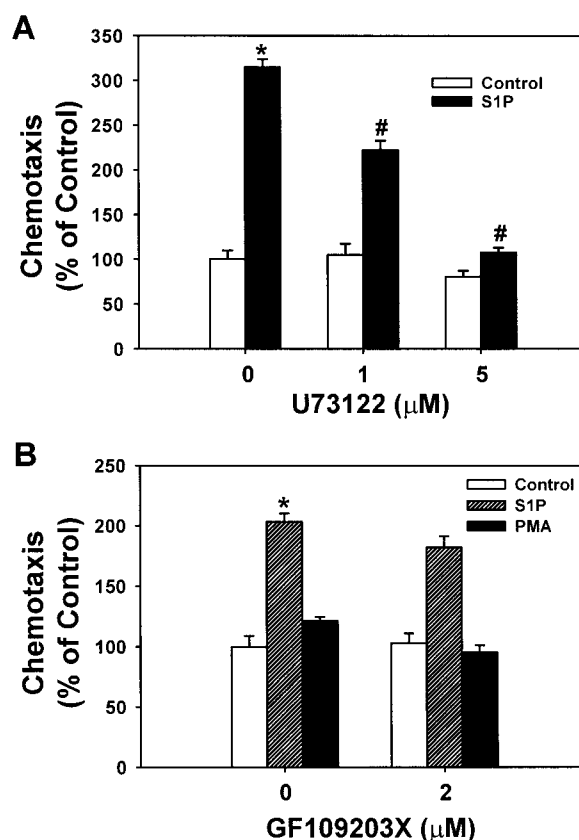 A
Chemotaxis
(% of Control)
350
300
250
200
150
100
50
0
*
#
#
Control
S1P
0
1
5
U73122 (μM)
B
Chemotaxis
(% of Control)
250
200
150
100
50
0
*
Control
S1P
PMA
0
2
GF109203X (μM)